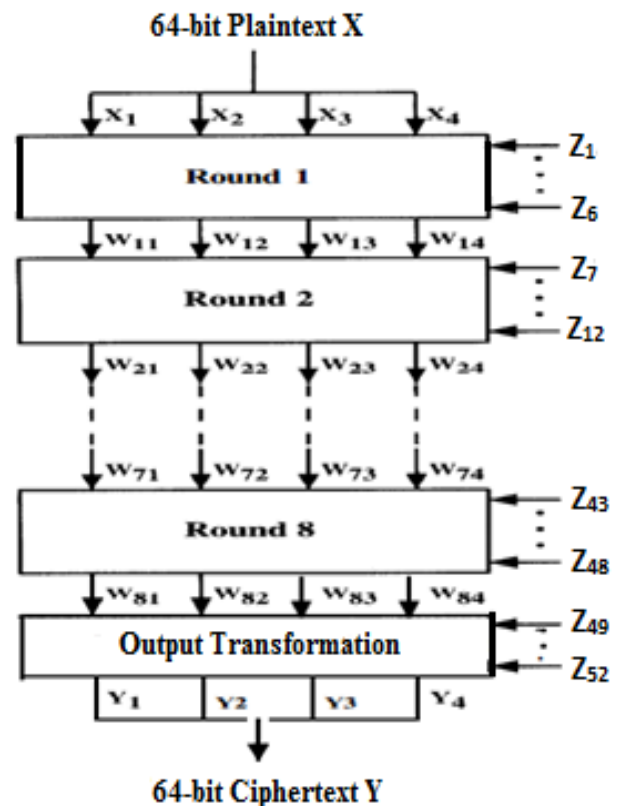 64-bit Plaintext X
X1 X2 X3 X4
Z1
Round 1
Z6
W11 W12 W13 W14
Z7
Round 2
Z12
W21 W22 W23 W24
W71 W72 W73 W74
Z43
Round 8
Z48
W81 W82 W83 W84
Z49
Output Transformation
Z52
Y1 Y2 Y3 Y4
64-bit Ciphertext Y